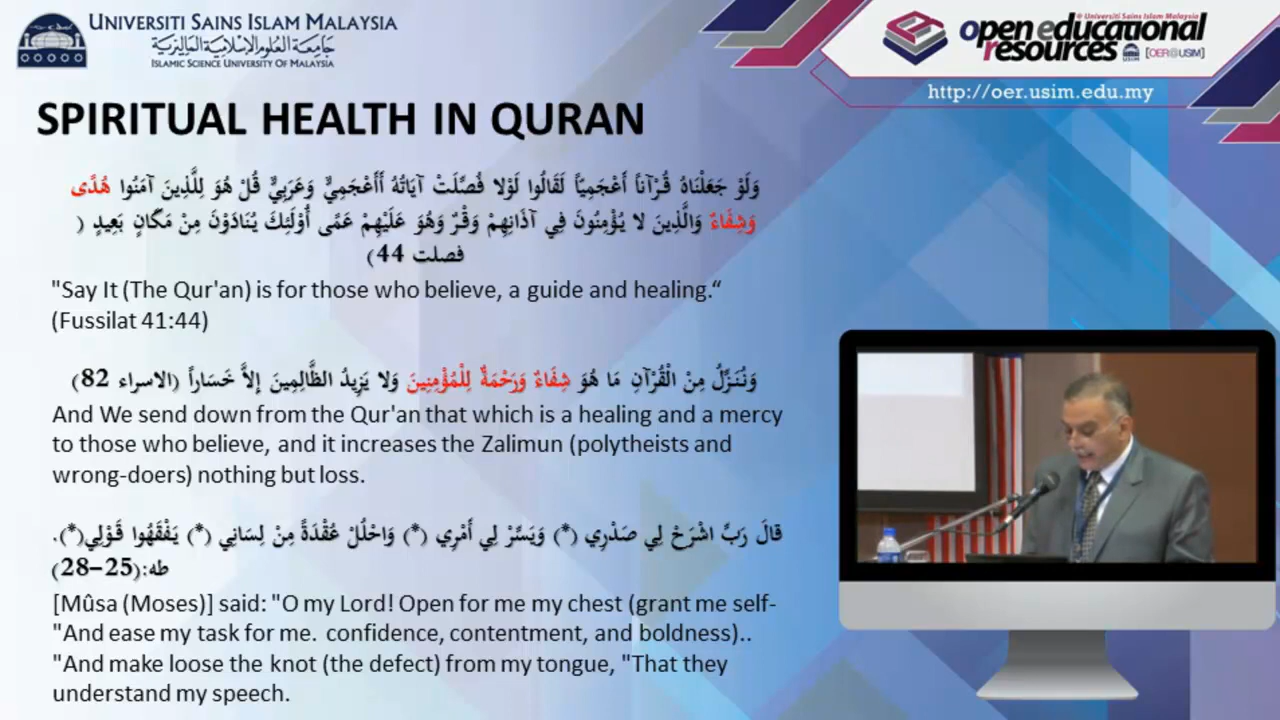 UNIVERSITI SAINS ISLAM MALAYSIA
جامعة العلوم الإسلامية الماليزية
ISLAMIC SCIENCE UNIVERSITY OF MALAYSIA
@ Universiti Sains Islam Malaysia
open educational
resources
USIM
[OER@USIM]
http://oer.usim.edu.my
SPIRITUAL HEALTH IN QURAN
وَلَوْ جَعَلْنَاهُ قُرْآناً أَعْجَمِيّاً لَقَالُوا لَوْلا فُصِّلَتْ آيَاتُهُ أَأَعْجَمِيٌّ وَعَرَبِيٌّ قُلْ هُوَ لِلَّذِينَ آمَنُوا هُدًى
وَشِفَاءٌ وَالَّذِينَ لا يُؤْمِنُونَ فِي آذَانِهِمْ وَقْرٌ وَهُوَ عَلَيْهِمْ عَمًى أُوْلَئِكَ يُنَادَوْنَ مِنْ مَكَانٍ بَعِيدٍ (
فصلت 44)
"Say It (The Qur'an) is for those who believe, a guide and healing.“
(Fussilat 41:44)
وَنُنَزِّلُ مِنْ الْقُرْآنِ مَا هُوَ شِفَاءٌ وَرَحْمَةٌ لِلْمُؤْمِنِينَ وَلا يَزِيدُ الظَّالِمِينَ إِلاَّ خَسَاراً (الاسراء 82)
And We send down from the Qur'an that which is a healing and a mercy
to those who believe, and it increases the Zalimun (polytheists and
wrong-doers) nothing but loss.
قالَ رَبِّ اشْرَحْ لِي صَدْرِي (*) وَيَسِّرْ لِي أَمْرِي (*) وَاحْلُلْ عُقْدَةً مِنْ لِسَانِي (*) يَفْقَهُوا قَوْلِي(*).
طه:(25–28)
[Mûsa (Moses)] said: "O my Lord! Open for me my chest (grant me self-
"And ease my task for me. confidence, contentment, and boldness)..
"And make loose the knot (the defect) from my tongue, "That they
understand my speech.